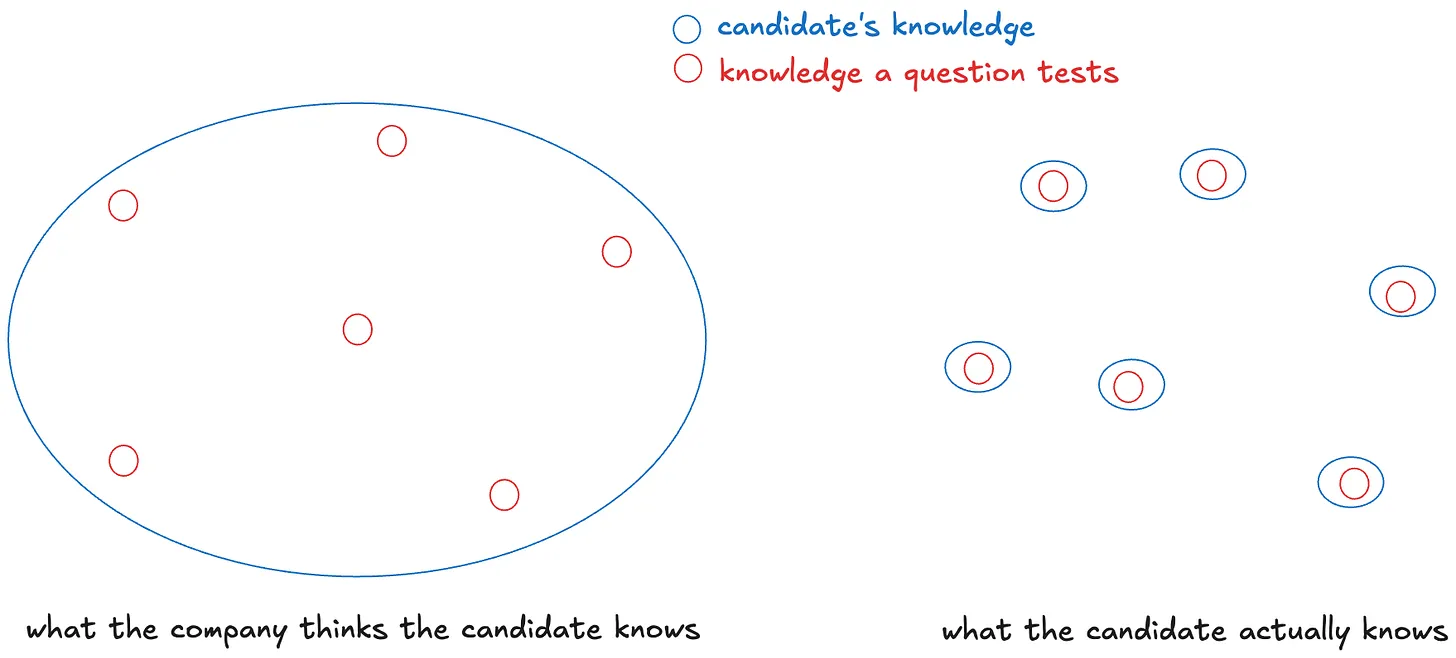 candidate's knowledge
knowledge a question tests
what the company thinks the candidate knows
what the candidate actually knows